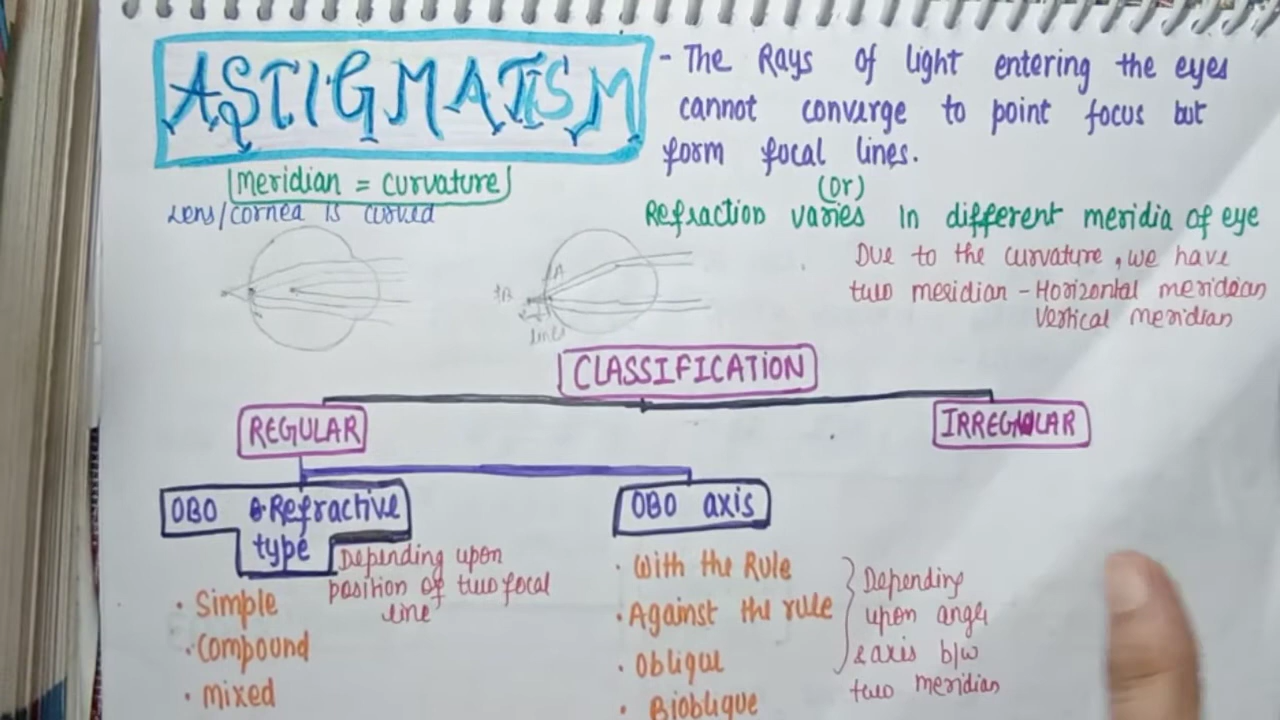 ASTIGMATISM
- The Rays of light entering the eyes
cannot converge to point focus but
form focal lines.
(or)
Meridian = curvature
Lens/cornea is curved
Refraction varies in different meridia of eye
Due to the curvature, we have
two meridian - Horizontal meridian
Vertical meridian
A
B
line
CLASSIFICATION
REGULAR
IRREGULAR
OBO Refractive
type
Depending upon
position of two focal
line
• Simple
• Compound
• mixed
OBO axis
• With the Rule
• Against the rule
• Oblique
• Bioblique
Depending
upon angle
& axis b/w
two meridian